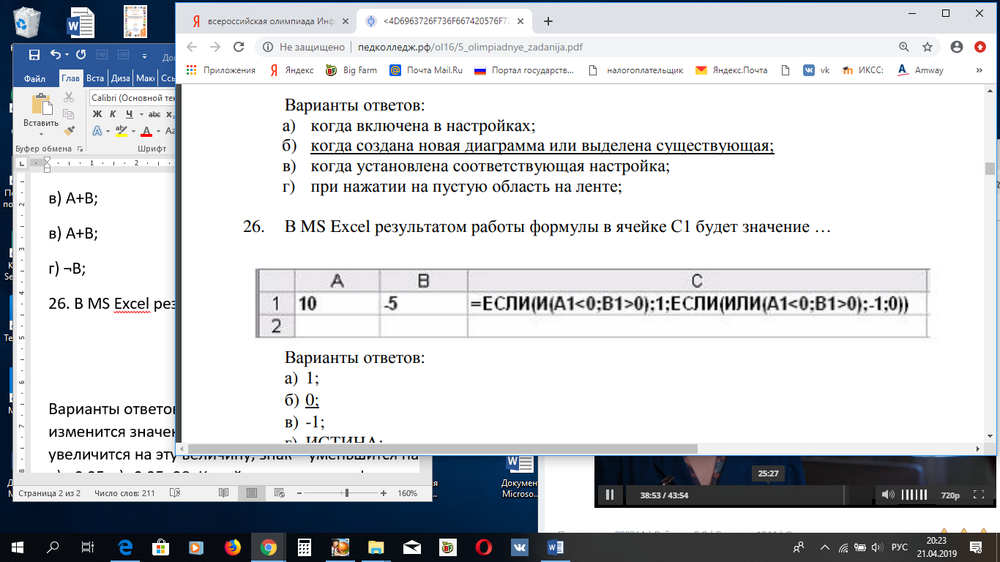 всероссийская олимпиада Инф
<4D6963726F736F667420576F72
Не защищено | педколледж.рф/ol16/5_olimpiadnye_zadanija.pdf
Приложения Яндекс Big Farm Почта Mail.Ru Портал государств... налогоплательщик Яндекс.Почта vk ИКСС: Amway »
Файл Глав Вста Диза Мак Ссы
Вставить
Calibri (Основной тек
Ж К Ч abc x
Буфер обмена Шрифт
в) A+B;
в) A+B;
г) ¬B;
26. В MS Excel рез
Варианты ответов
изменится значен
увеличится на эту величину, знак
уменьшится на
Страница 2 из 2 Число слов: 211 160%
Варианты ответов:
а) когда включена в настройках;
б) когда создана новая диаграмма или выделена существующая;
в) когда установлена соответствующая настройка;
г) при нажатии на пустую область на ленте;
26. В MS Excel результатом работы формулы в ячейке C1 будет значение …
A B C
1 10 -5 =ЕСЛИ(И(A1<0;B1>0);1;ЕСЛИ(ИЛИ(A1<0;B1>0);-1;0))
2
Варианты ответов:
а) 1;
б) 0;
в) -1;
г) ИСТИНА;
Документ
Microso...
25:27
38:53 / 43:54 720p
РУС
20:23
21.04.2019